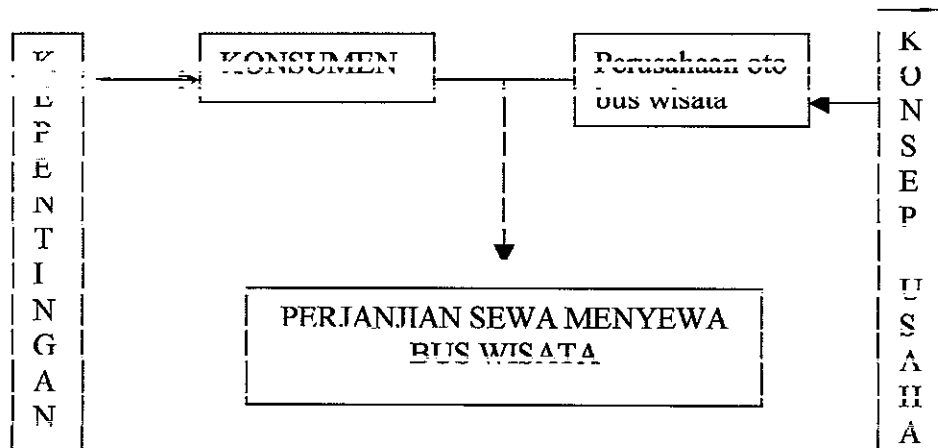 KEPENTINGAN
KONSUMEN
Perusahaan oto
bus wisata
KONSEP USAHA
PERJANJIAN SEWA MENYEWA
BUS WISATA